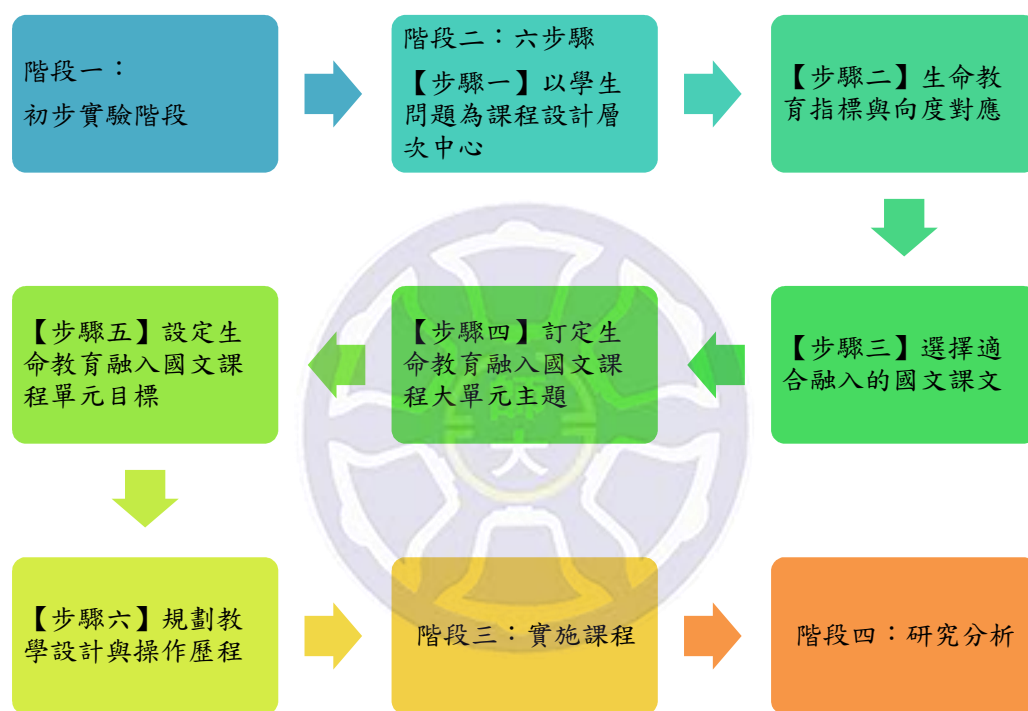 階段一：
初步實驗階段
階段二：六步驟
【步驟一】以學生
問題為課程設計層
次中心
【步驟二】生命教
育指標與向度對應
【步驟三】選擇適
合融入的國文課文
【步驟四】訂定生
命教育融入國文課
程大單元主題
【步驟五】設定生
命教育融入國文課
程單元目標
【步驟六】規劃教
學設計與操作歷程
階段三：實施課程
階段四：研究分析
師
大